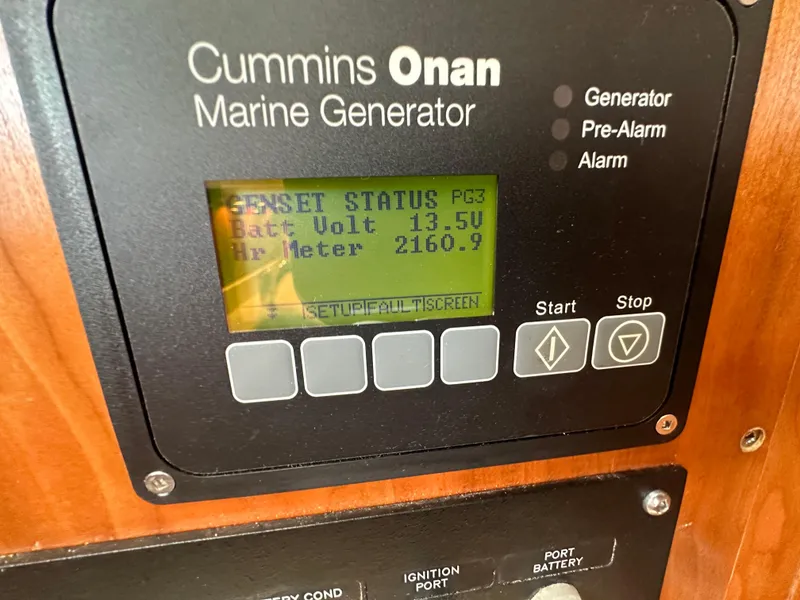 Cummins Onan
Marine Generator
Generator
Pre-Alarm
Alarm
GENSET STATUS PG3
Batt Volt 13.5V
Hr Meter 2160.9
SETUP|FAULT|SCREEN
Start
Stop
COND
IGNITION
PORT
PORT
BATTERY